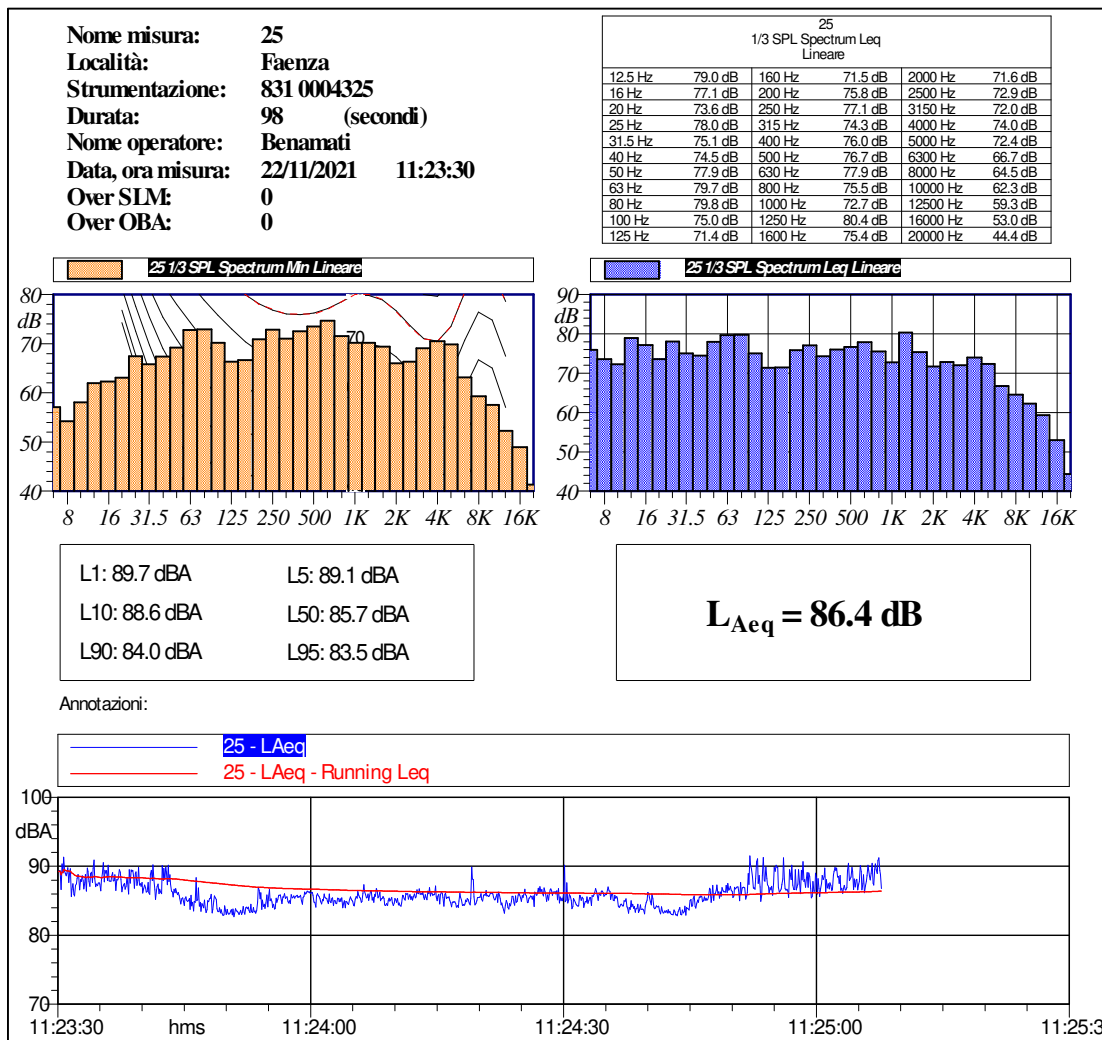 Nome misura: 25
Località: Faenza
Strumentazione: 831 0004325
Durata: 98 (secondi)
Nome operatore: Benamati
Data, ora misura: 22/11/2021 11:23:30
Over SLM: 0
Over OBA: 0
25
1/3 SPL Spectrum Leq
Lineare
12.5 Hz 79.0 dB 160 Hz 71.5 dB 2000 Hz 71.6 dB
16 Hz 77.1 dB 200 Hz 75.8 dB 2500 Hz 72.9 dB
20 Hz 73.6 dB 250 Hz 77.1 dB 3150 Hz 72.0 dB
25 Hz 78.0 dB 315 Hz 74.3 dB 4000 Hz 74.0 dB
31.5 Hz 75.1 dB 400 Hz 76.0 dB 5000 Hz 72.4 dB
40 Hz 74.5 dB 500 Hz 76.7 dB 6300 Hz 66.7 dB
50 Hz 77.9 dB 630 Hz 77.9 dB 8000 Hz 64.5 dB
63 Hz 79.7 dB 800 Hz 75.5 dB 10000 Hz 62.3 dB
80 Hz 79.8 dB 1000 Hz 72.7 dB 12500 Hz 59.3 dB
100 Hz 75.0 dB 1250 Hz 80.4 dB 16000 Hz 53.0 dB
125 Hz 71.4 dB 1600 Hz 75.4 dB 20000 Hz 44.4 dB
25 1/3 SPL Spectrum Min Lineare
80
dB
70
60
50
40
70
8 16 31.5 63 125 250 500 1K 2K 4K 8K 16K
25 1/3 SPL Spectrum Leq Lineare
90
dB
80
70
60
50
40
8 16 31.5 63 125 250 500 1K 2K 4K 8K 16K
L1: 89.7 dBA L5: 89.1 dBA
L10: 88.6 dBA L50: 85.7 dBA
L90: 84.0 dBA L95: 83.5 dBA
LAeq = 86.4 dB
Annotazioni:
25 - LAeq
25 - LAeq - Running Leq
100
dBA
90
80
70
11:23:30 hms 11:24:00 11:24:30 11:25:00 11:25:3